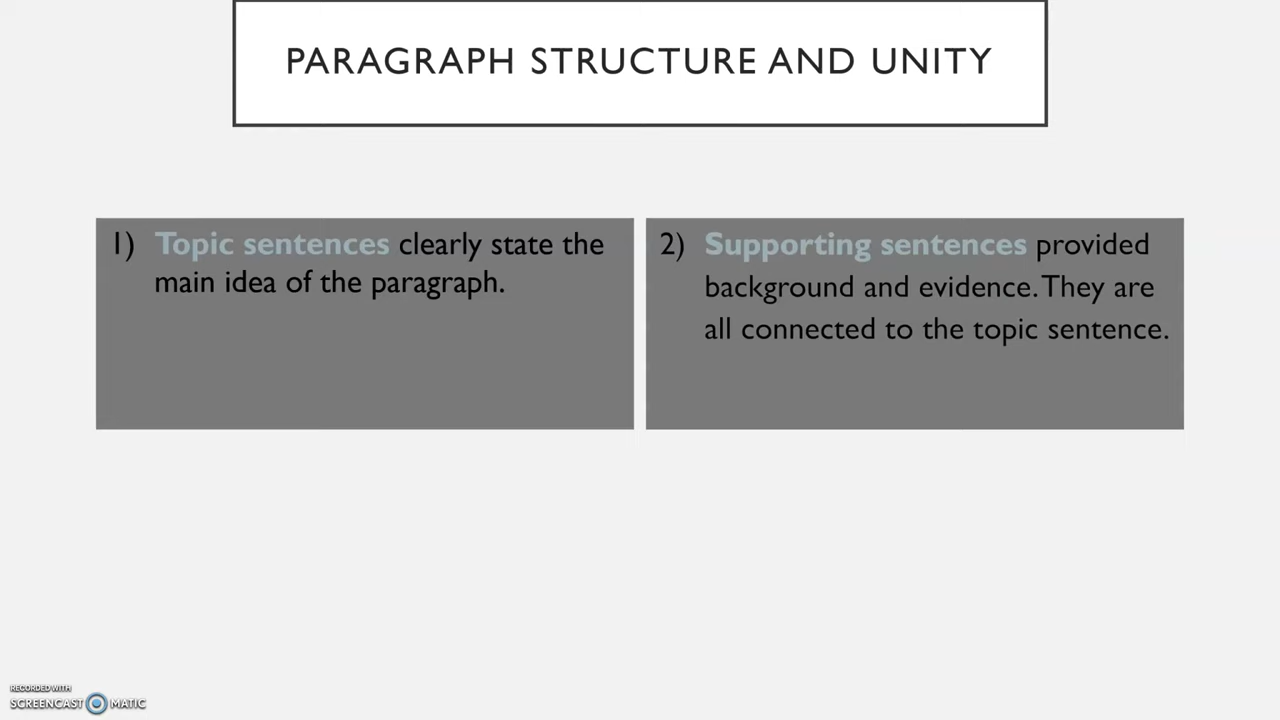 PARAGRAPH STRUCTURE AND UNITY
1) Topic sentences clearly state the
main idea of the paragraph.
2) Supporting sentences provided
background and evidence. They are
all connected to the topic sentence.
RECORDED WITH
SCREENCAST MATIC